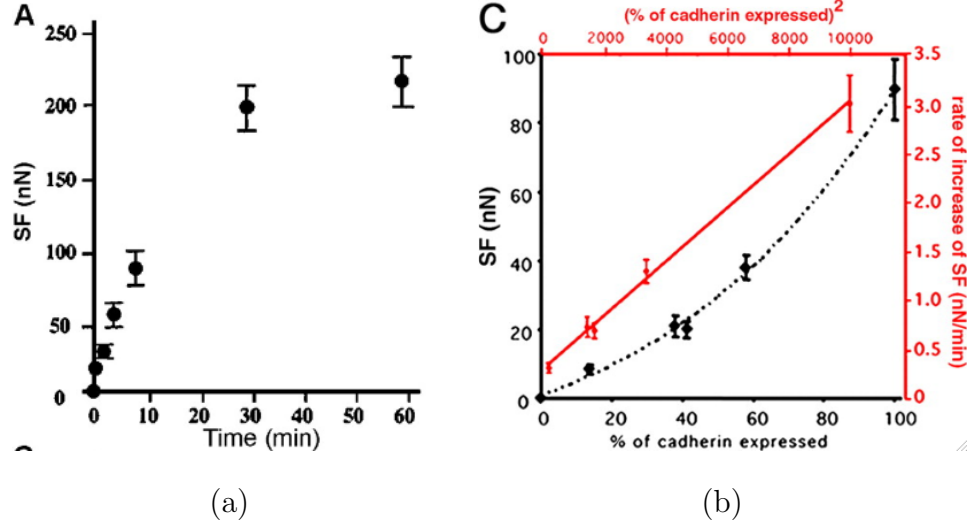 A
250
200
150
100
50
0
SF (nN)
0 10 20 30 40 50 60
Time (min)
(a)
C
(% of cadherin expressed)2
0 2000 4000 6000 8000 10000
100
80
60
40
20
0
SF (nN)
3.5
3.0
2.5
2.0
1.5
1.0
0.5
0
rate of increase of SF (nN/min)
0 20 40 60 80 100
% of cadherin expressed
(b)